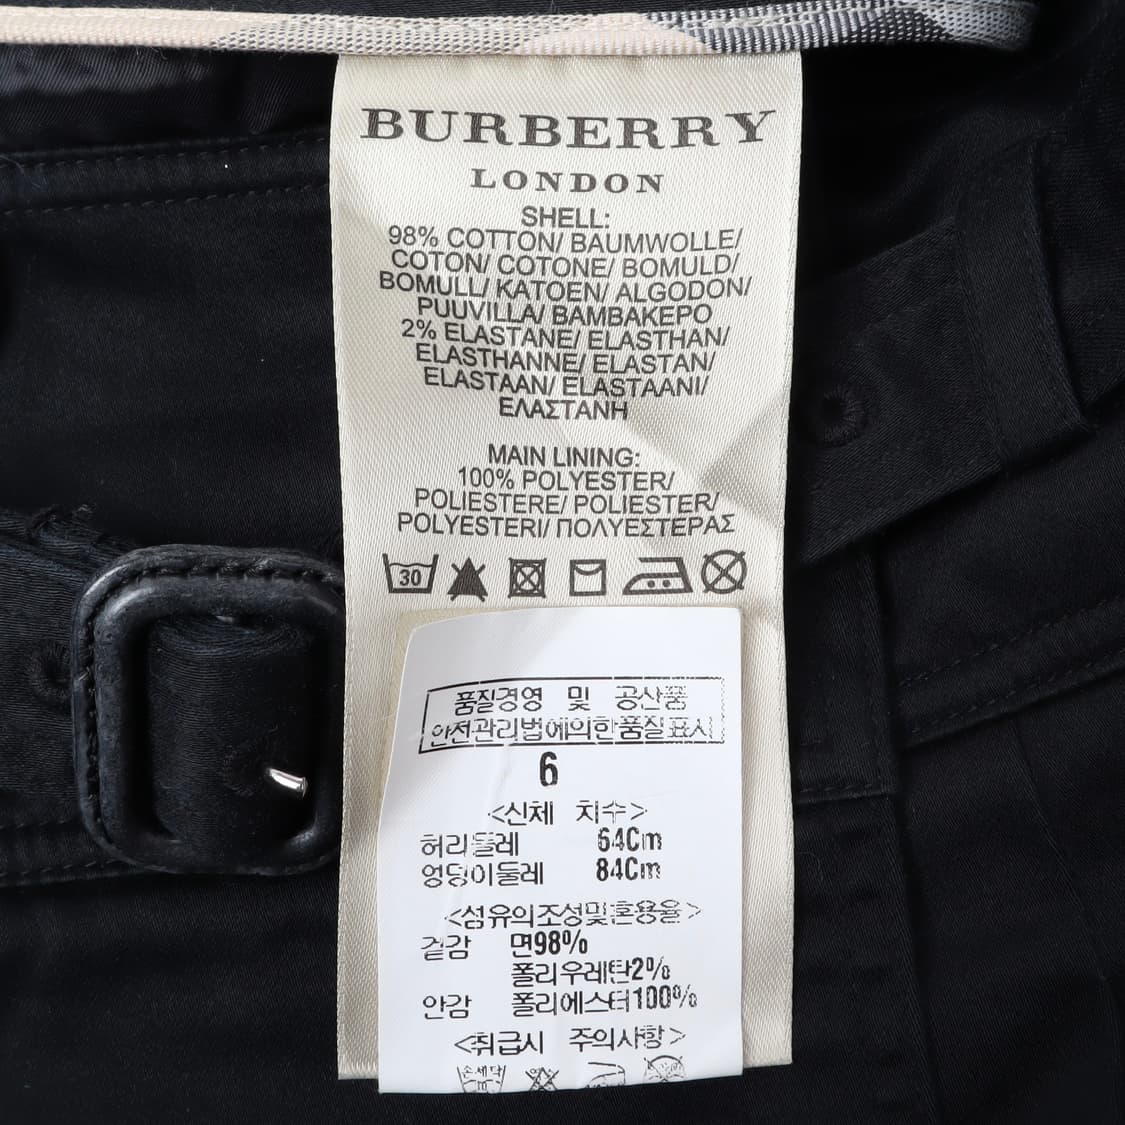 BURBERRY
LONDON
SHELL:
98% COTTON/ BAUMWOLLE/
COTON/ COTONE/ BOMULD/
BOMULL/ KATOEN/ ALGODON/
PUUVILLA/ ΒΑΜΒΑΚΕΡΟ
2% ELASTANE/ ELASTHAN/
ELASTHANNE/ ELASTAN/
ELASTAAN/ ELASTAANI/
ΕΛΑΣΤΑΝΗ
MAIN LINING:
100% POLYESTER/
POLIESTERE/ POLIESTER/
POLYESTERI/ ΠΟΛΥΕΣΤΕΡΑΣ
30
품질경영 및 공산품
안전관리법에의한품질표시
6
<신체 치수>
허리둘레 64Cm
엉덩이둘레 84Cm
<섬유의조성및혼용율>
겉감 면98%
폴리우레탄2%
안감 폴리에스터100%
<취급시 주의사항>
손세탁